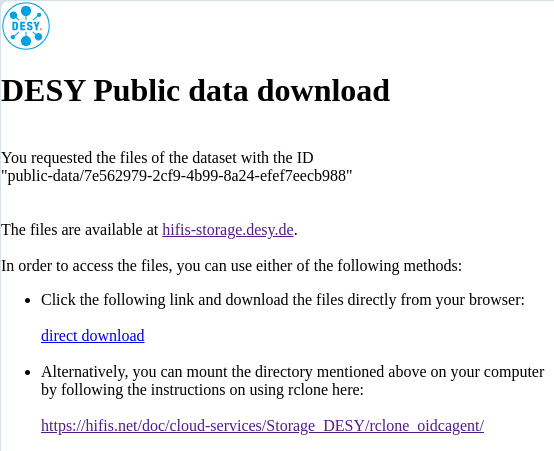 DESY.
DESY Public data download
You requested the files of the dataset with the ID
"public-data/7e562979-2cf9-4b99-8a24-efef7eecb988"
The files are available at hifis-storage.desy.de.
In order to access the files, you can use either of the following methods:
• Click the following link and download the files directly from your browser:
direct download
• Alternatively, you can mount the directory mentioned above on your computer
by following the instructions on using rclone here:
https://hifis.net/doc/cloud-services/Storage_DESY/rclone_oidcagent/